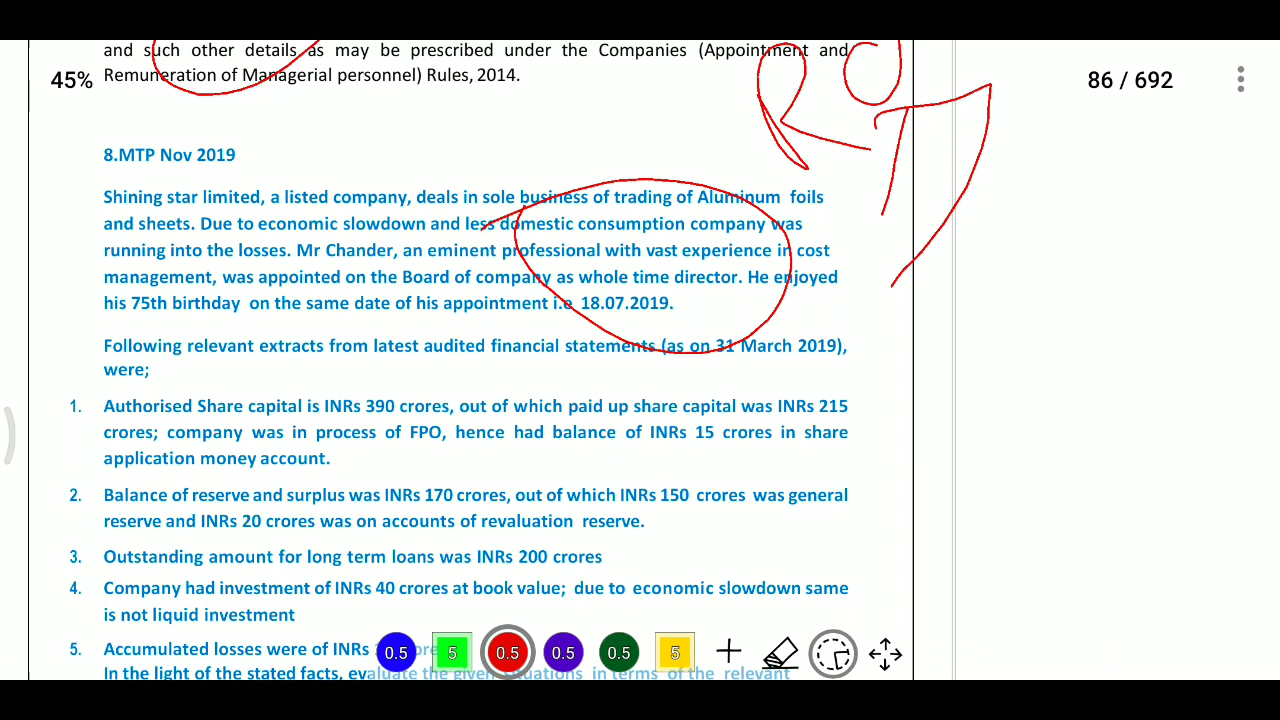 and such other details as may be prescribed under the Companies (Appointment and
45% Remuneration of Managerial personnel) Rules, 2014. 86 / 692
8.MTP Nov 2019
Shining star limited, a listed company, deals in sole business of trading of Aluminum foils
and sheets. Due to economic slowdown and less domestic consumption company was
running into the losses. Mr Chander, an eminent professional with vast experience in cost
management, was appointed on the Board of company as whole time director. He enjoyed
his 75th birthday on the same date of his appointment i.e 18.07.2019.
Following relevant extracts from latest audited financial statements (as on 31 March 2019),
were;
1. Authorised Share capital is INRs 390 crores, out of which paid up share capital was INRs 215
crores; company was in process of FPO, hence had balance of INRs 15 crores in share
application money account.
2. Balance of reserve and surplus was INRs 170 crores, out of which INRs 150 crores was general
reserve and INRs 20 crores was on accounts of revaluation reserve.
3. Outstanding amount for long term loans was INRs 200 crores
4. Company had investment of INRs 40 crores at book value; due to economic slowdown same
is not liquid investment
5. Accumulated losses were of INRs
0.5 5 0.5 0.5 0.5 5
In the light of the stated facts, evaluate the given situations in terms of the relevant